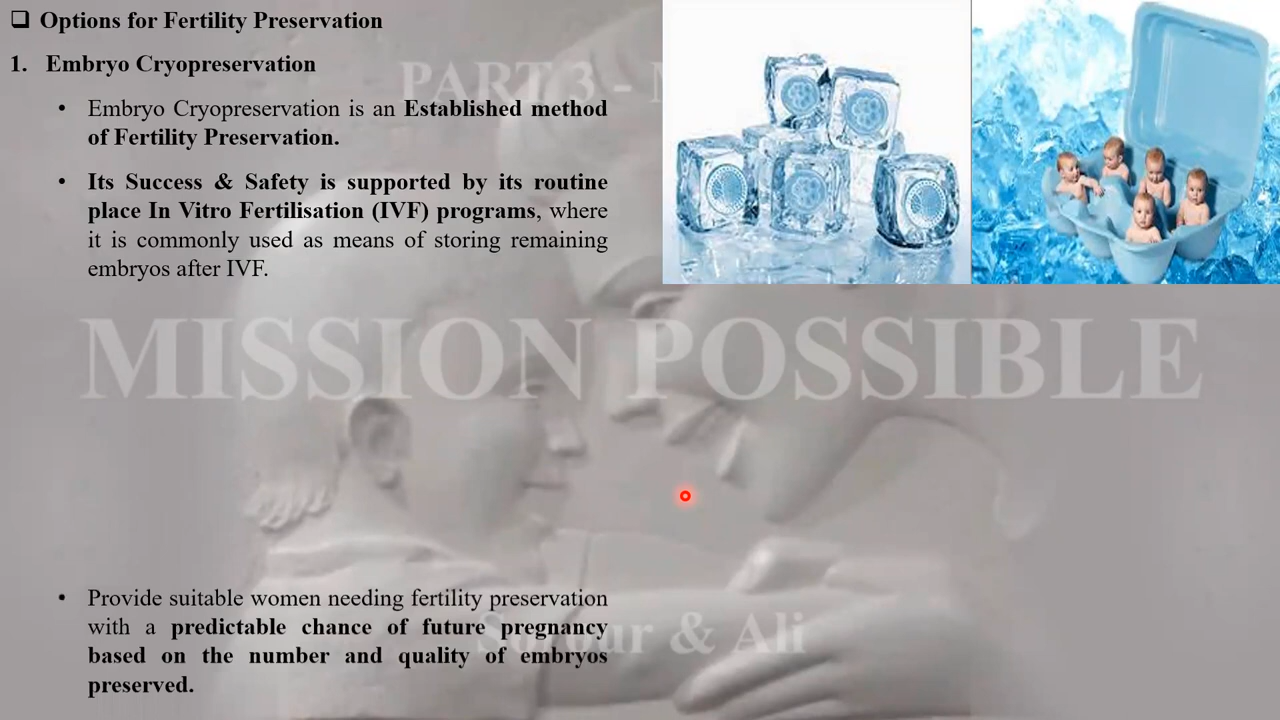 ❑ Options for Fertility Preservation
1. Embryo Cryopreservation
• Embryo Cryopreservation is an Established method
of Fertility Preservation.
• Its Success & Safety is supported by its routine
place In Vitro Fertilisation (IVF) programs, where
it is commonly used as means of storing remaining
embryos after IVF.
PART 3 -
MISSION POSSIBLE
• Provide suitable women needing fertility preservation
with a predictable chance of future pregnancy
based on the number and quality of embryos
preserved.
& Ali